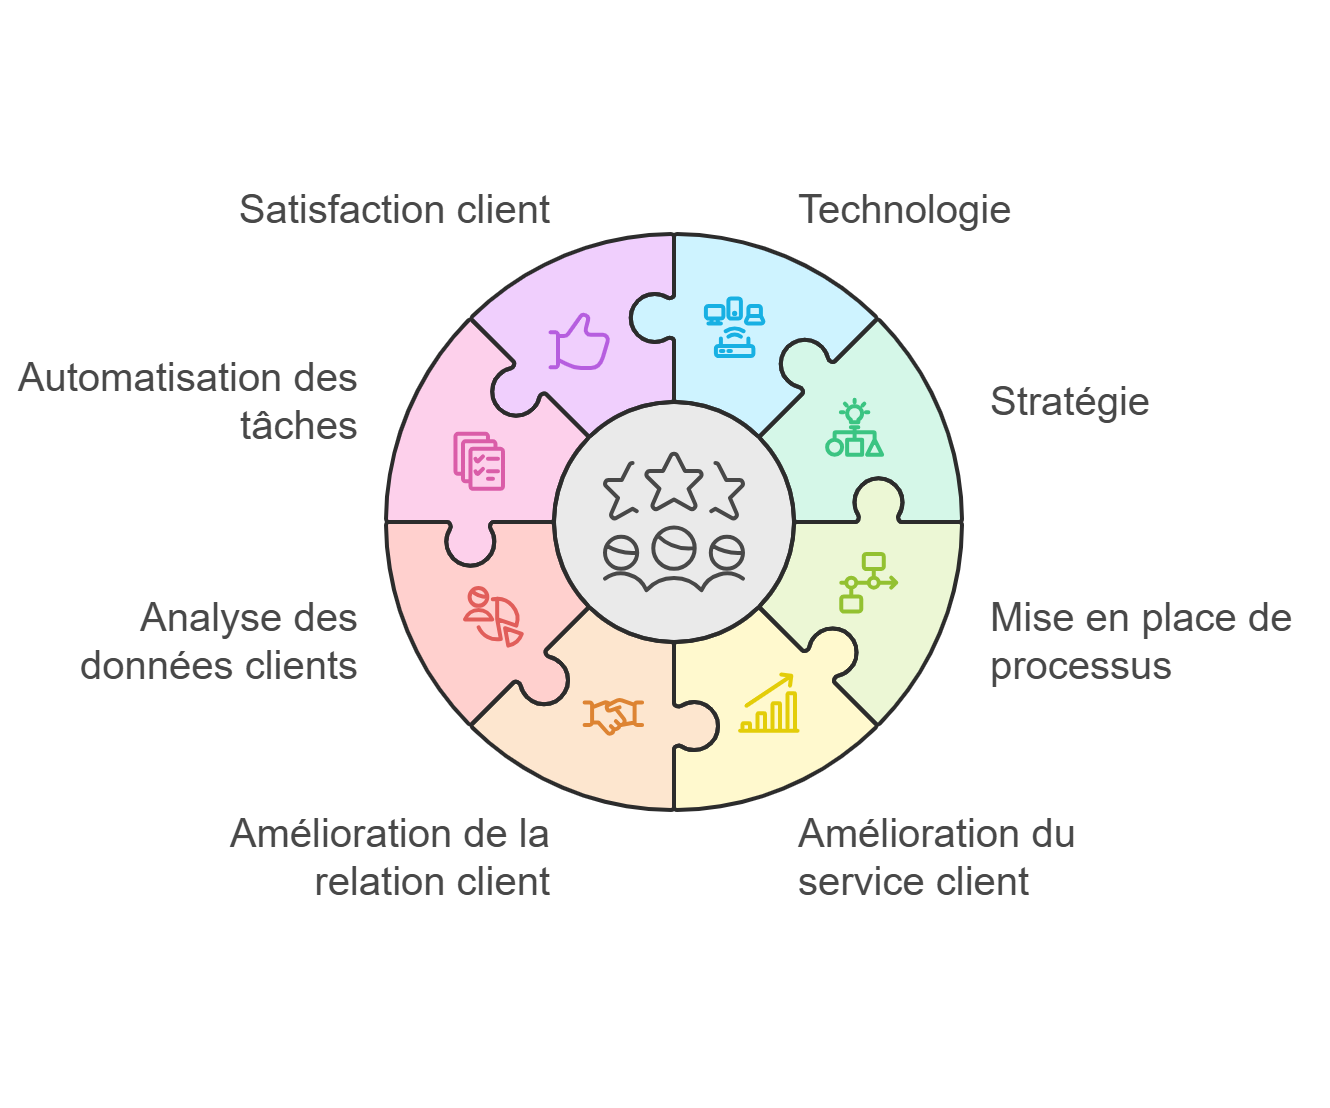 Satisfaction client
Technologie
Automatisation des
tâches
Stratégie
Analyse des
données clients
Mise en place de
processus
Amélioration de la
relation client
Amélioration du
service client